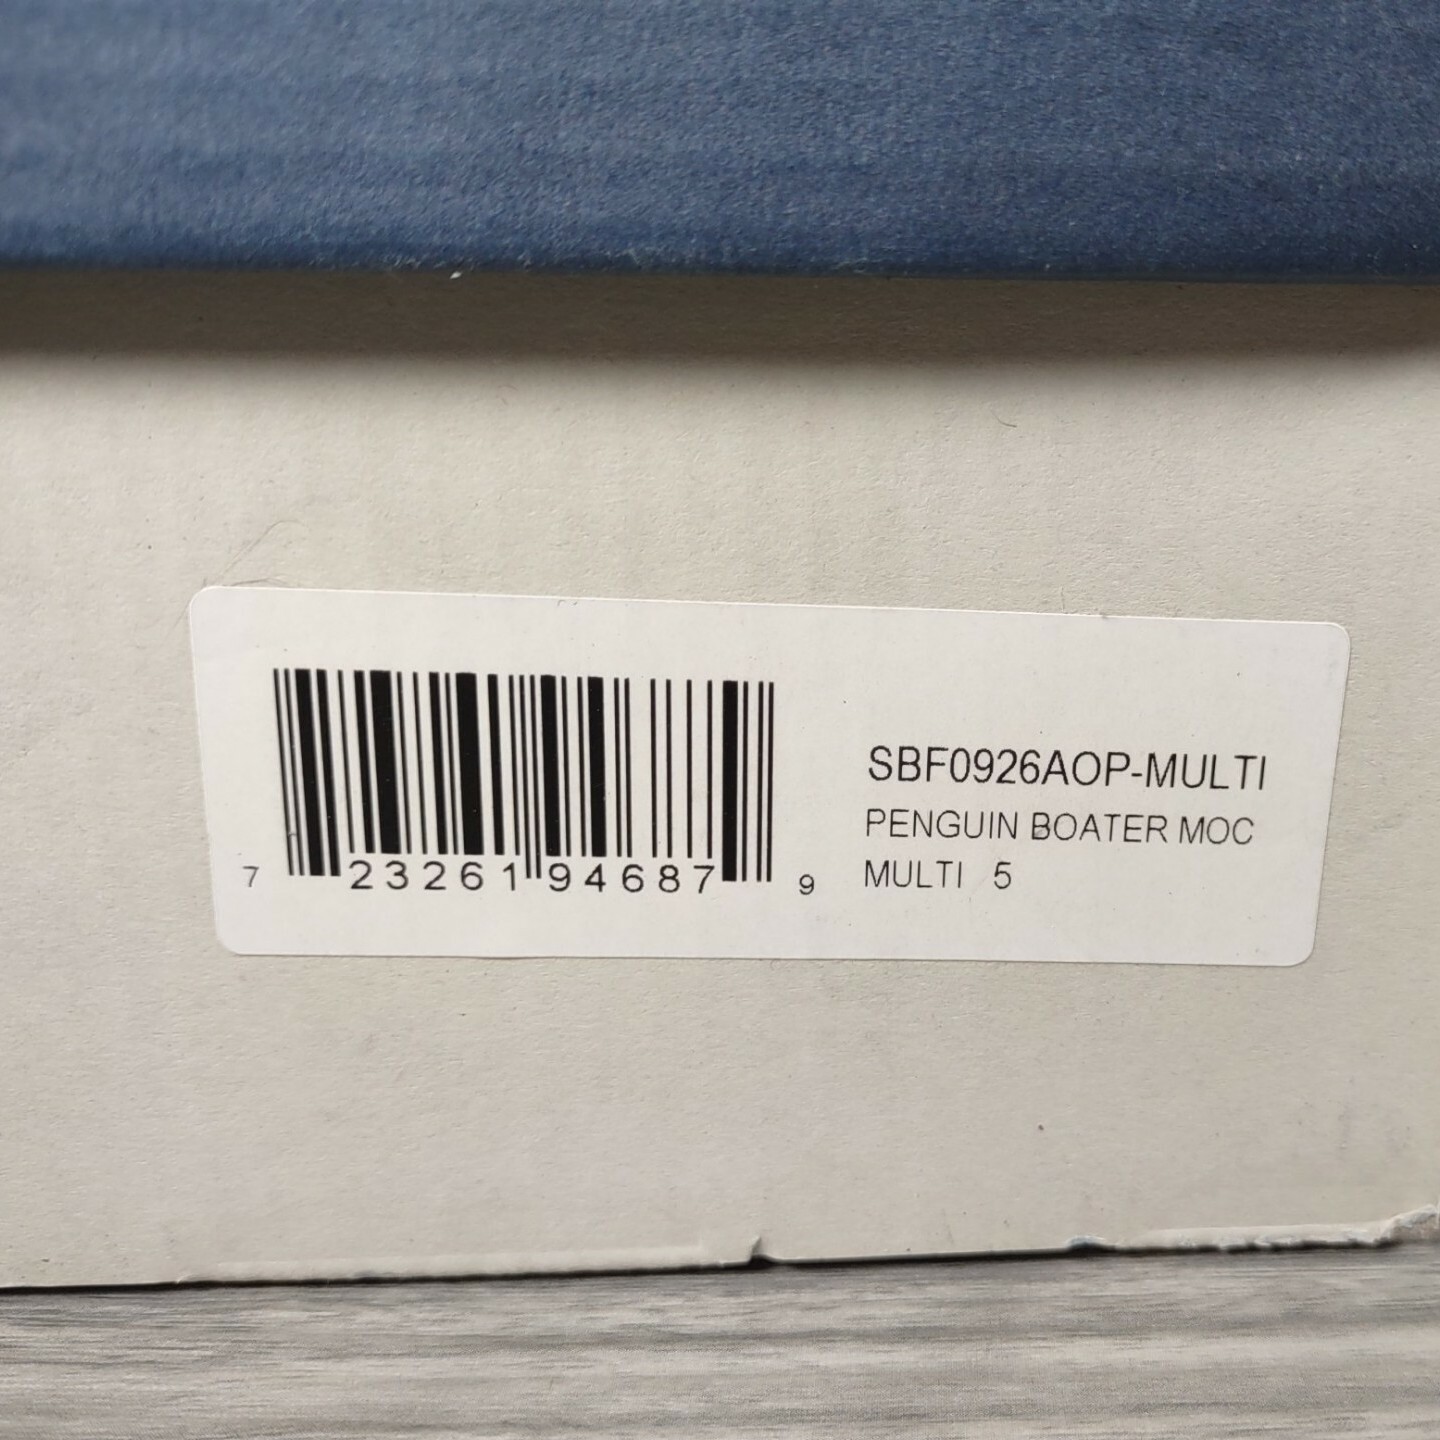 SBF0926AOP-MULTI
PENGUIN BOATER MOC
MULTI 5
7 23261 94687 9